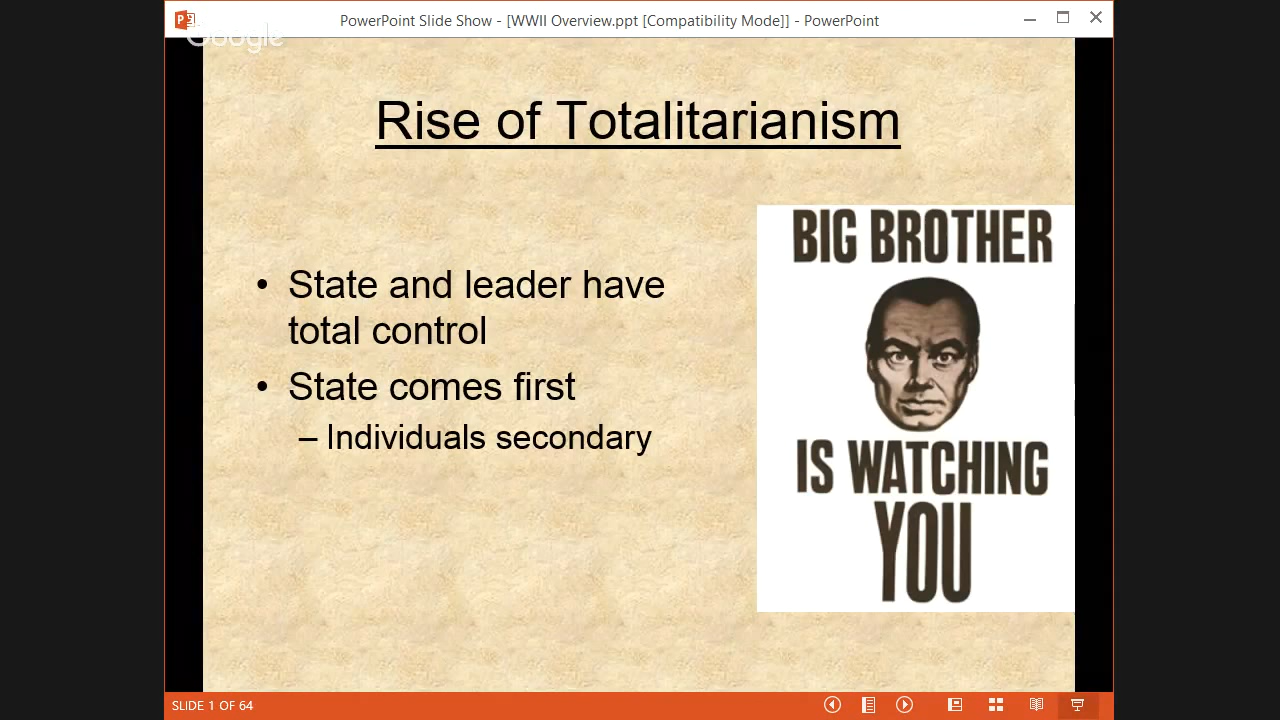 PowerPoint Slide Show - [WWII Overview.ppt [Compatibility Mode]] - PowerPoint
Google
Rise of Totalitarianism
• State and leader have
total control
• State comes first
– Individuals secondary
BIG BROTHER
IS WATCHING
YOU
SLIDE 1 OF 64